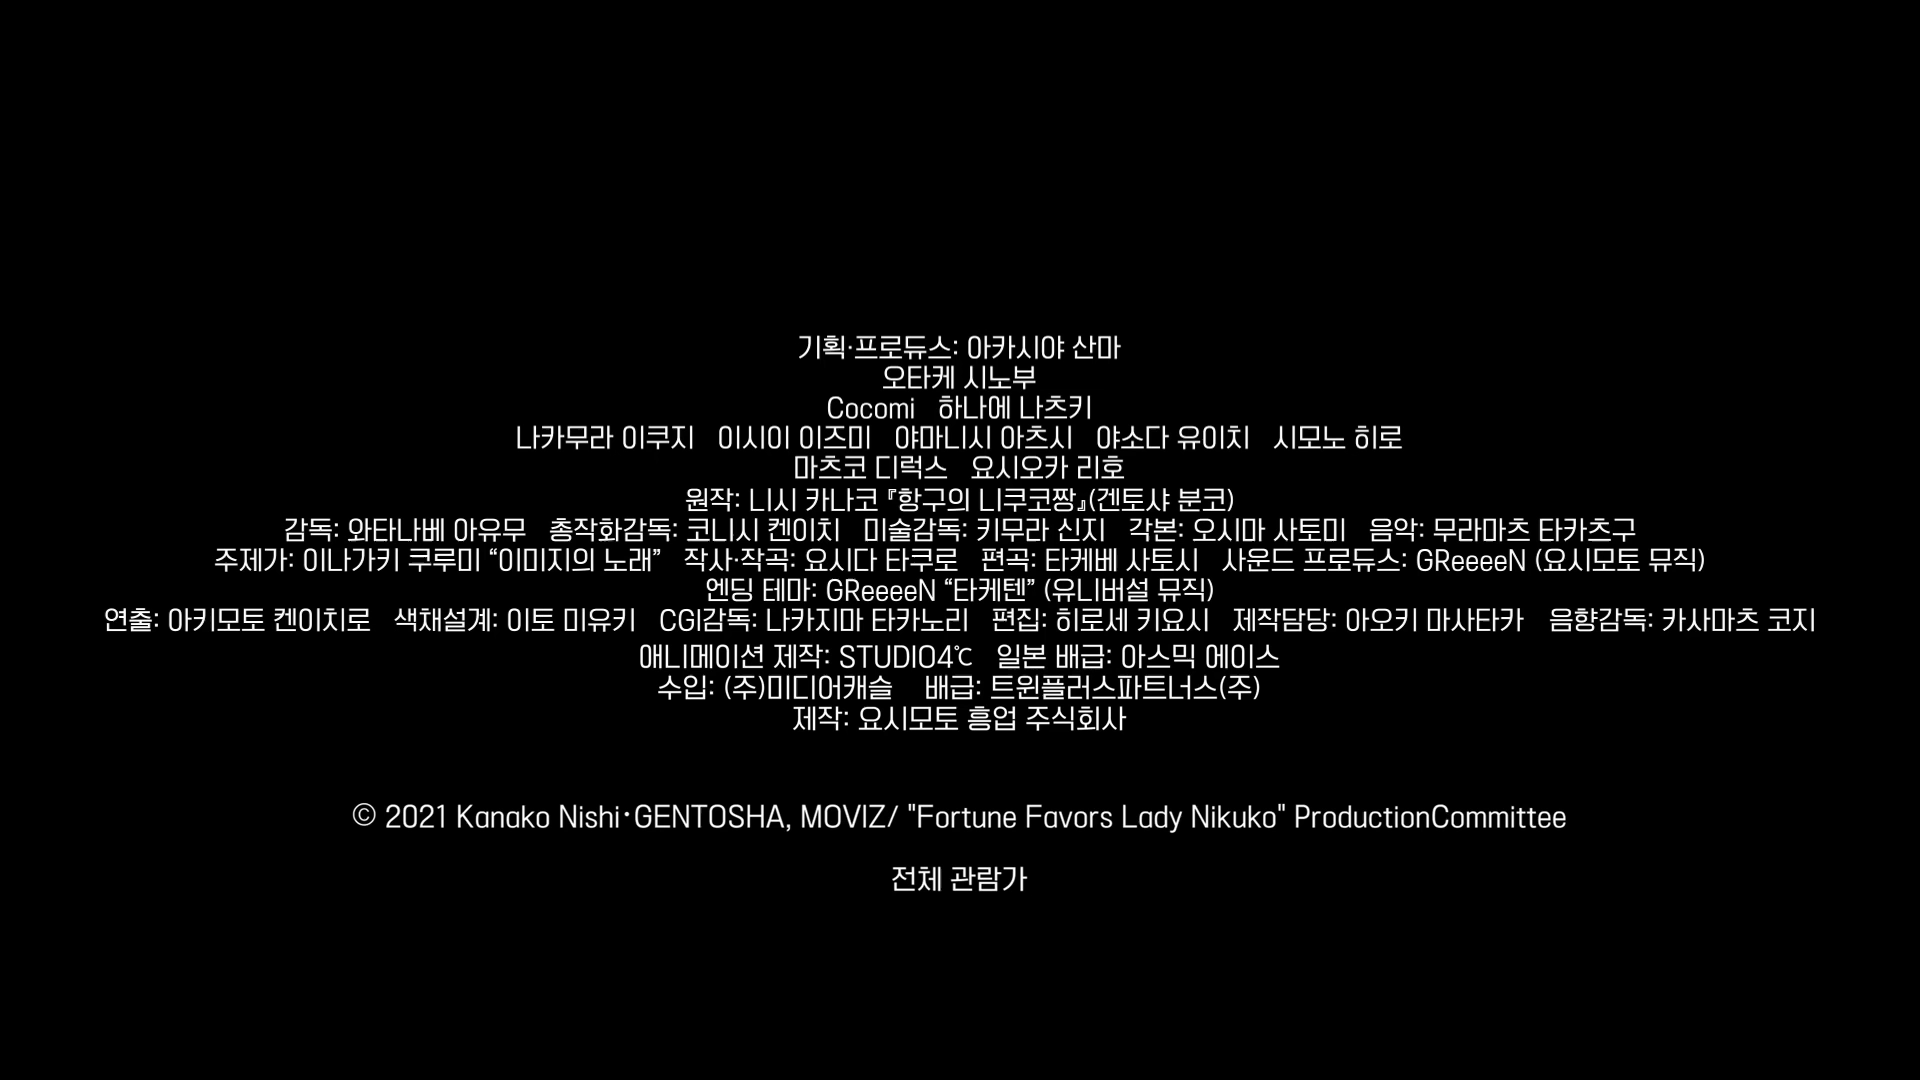 기획·프로듀스: 아카시야 산마
오타케 시노부
Cocomi 하나에 나츠키
나카무라 이쿠지 이시이 이즈미 야마니시 아츠시 야소다 유이치 시모노 히로
마츠코 디럭스 요시오카 리호
원작: 니시 카나코 『항구의 니쿠코짱』(겐토샤 분코)
감독: 와타나베 아유무 총작화감독: 코니시 켄이치 미술감독: 키무라 신지 각본: 오시마 사토미 음악: 무라마츠 타카츠구
주제가: 이나가키 쿠루미 “이미지의 노래” 작사·작곡: 요시다 타쿠로 편곡: 타케베 사토시 사운드 프로듀스: GReeeeN (요시모토 뮤직)
엔딩 테마: GReeeeN “타케텐” (유니버설 뮤직)
연출: 아키모토 켄이치로 색채설계: 이토 미유키 CGI감독: 나카지마 타카노리 편집: 히로세 키요시 제작담당: 아오키 마사타카 음향감독: 카사마츠 코지
애니메이션 제작: STUDIO4℃ 일본 배급: 아스믹 에이스
수입: (주)미디어캐슬 배급: 트윈플러스파트너스(주)
제작: 요시모토 흥업 주식회사
© 2021 Kanako Nishi·GENTOSHA, MOVIZ/ "Fortune Favors Lady Nikuko" ProductionCommittee
전체 관람가